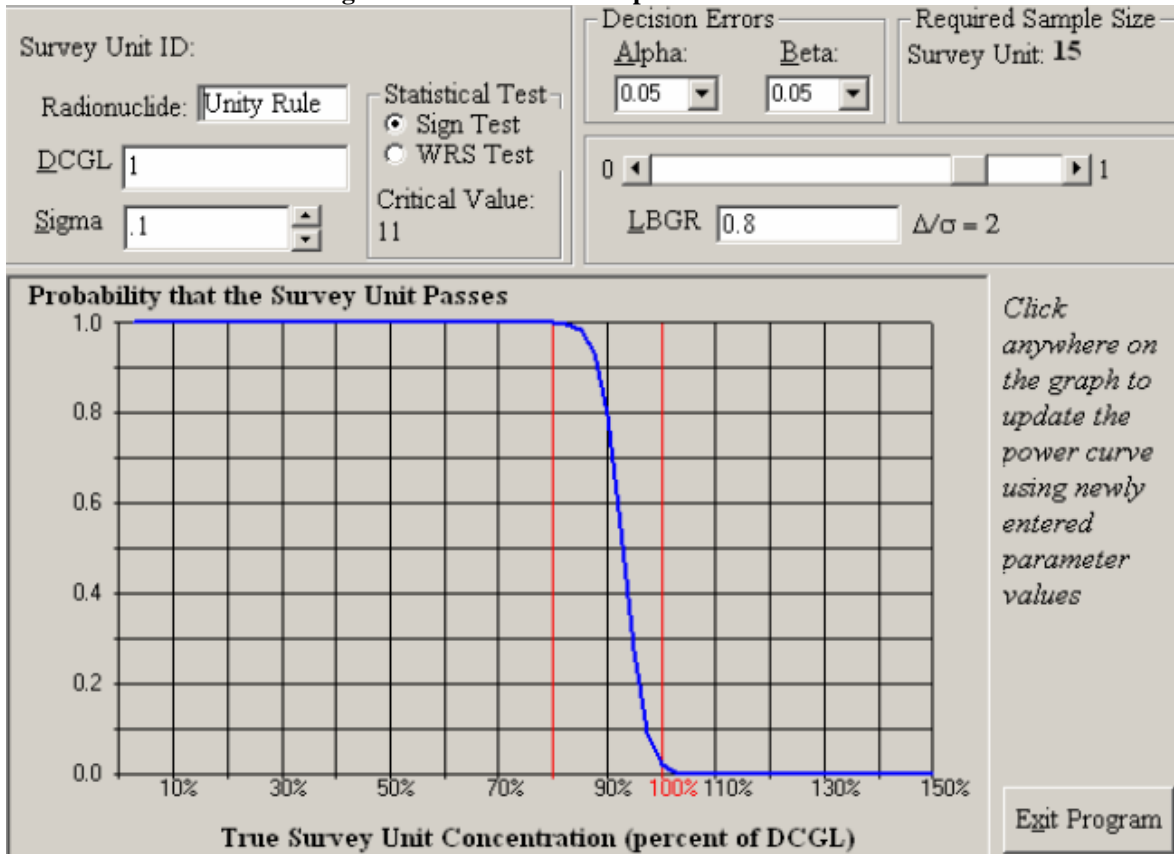 Survey Unit ID:
Radionuclide: Unity Rule
DCGL 1
Sigma .1
Statistical Test
Sign Test
WRS Test
Critical Value:
11
Decision Errors
Alpha: Beta:
0.05 0.05
Required Sample Size
Survey Unit: 15
0 1
LBGR 0.8 Δ/σ = 2
Probability that the Survey Unit Passes
1.0
0.8
0.6
0.4
0.2
0.0
10% 30% 50% 70% 90% 100% 110% 130% 150%
True Survey Unit Concentration (percent of DCGL)
Click
anywhere on
the graph to
update the
power curve
using newly
entered
parameter
values
Exit Program